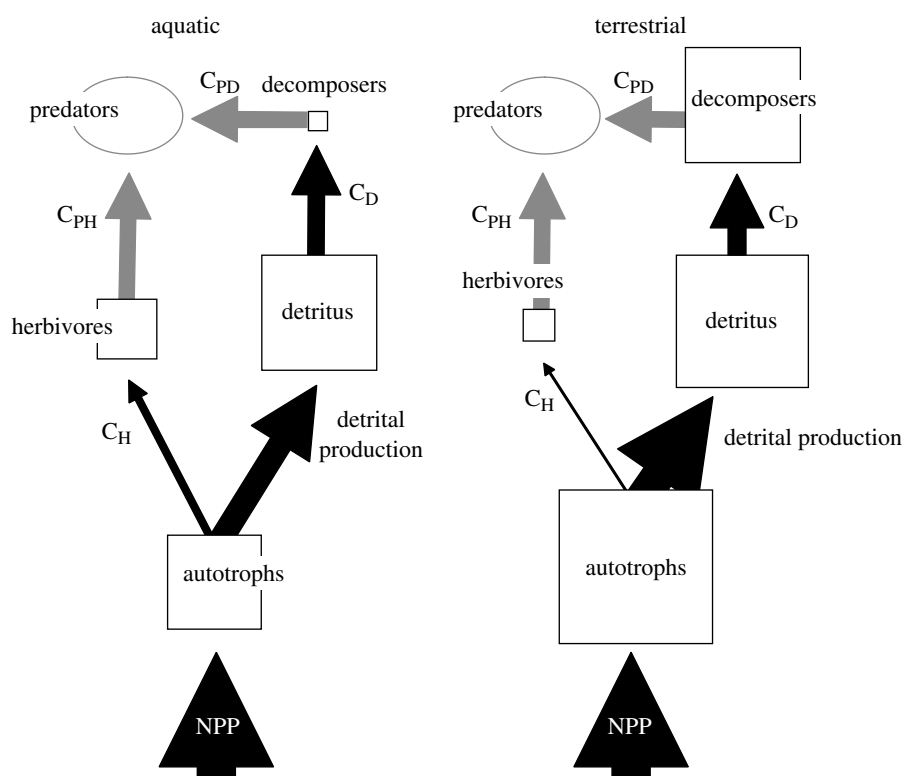 aquatic
C_PD
decomposers
predators
C_PH
C_D
herbivores
detritus
C_H
detrital
production
autotrophs
NPP
terrestrial
C_PD
decomposers
predators
C_PH
C_D
herbivores
detritus
C_H
detrital production
autotrophs
NPP